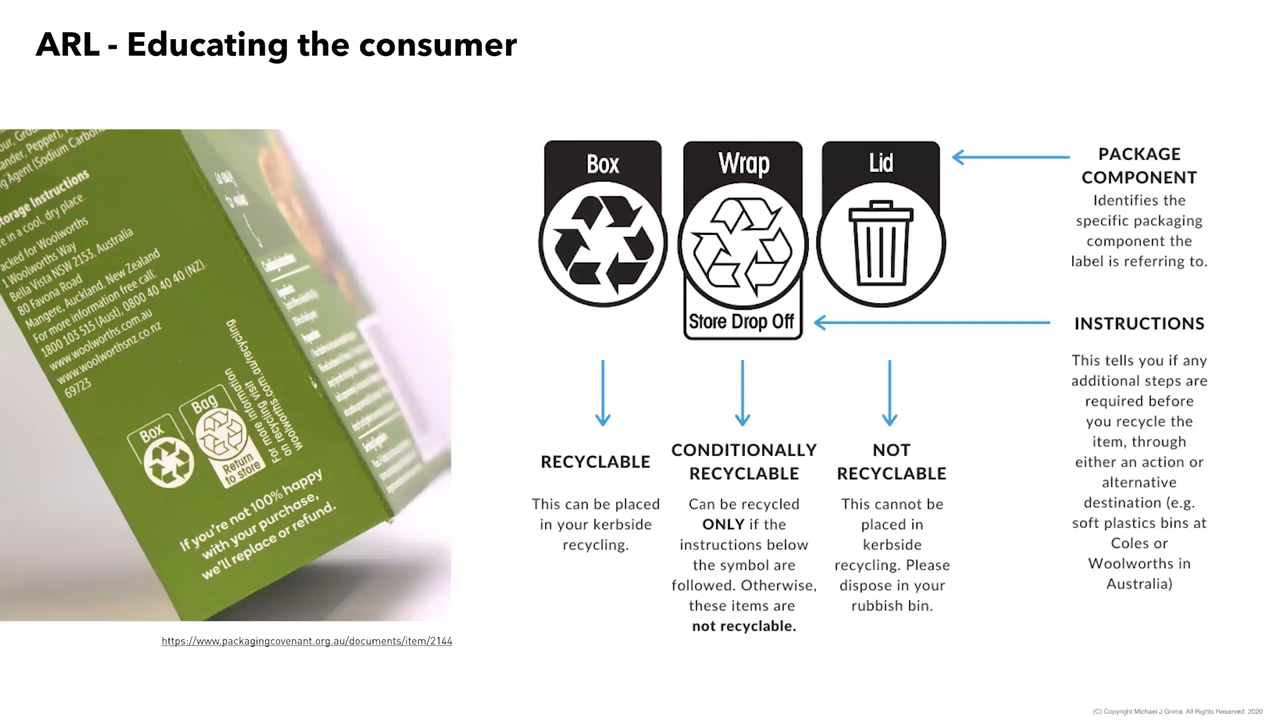 ARL - Educating the consumer
Storage Instructions
in a cool, dry place.
Packed for Woolworths
1 Woolworths Way
Bella Vista NSW 2153, Australia
80 Favona Road
Mangere, Auckland, New Zealand
For more information free call:
1800 103 515 (Aust), 0800 40 40 40 (NZ).
www.woolworths.com.au
www.woolworthsnz.co.nz
69723
Box
Bag
Return
to store
For more information
on recycling visit
woolworths.com.au/recycling
If you're not 100% happy
with your purchase,
we'll replace or refund.
https://www.packagingcovenant.org.au/documents/item/2144
Box
Wrap
Lid
Store Drop Off
PACKAGE
COMPONENT
Identifies the
specific packaging
component the
label is referring to.
INSTRUCTIONS
This tells you if any
additional steps are
required before
you recycle the
item, through
either an action or
alternative
destination (e.g.
soft plastics bins at
Coles or
Woolworths in
Australia)
RECYCLABLE
This can be placed
in your kerbside
recycling.
CONDITIONALLY
RECYCLABLE
Can be recycled
ONLY if the
instructions below
the symbol are
followed. Otherwise,
these items are
not recyclable.
NOT
RECYCLABLE
This cannot be
placed in
kerbside
recycling. Please
dispose in your
rubbish bin.
(C) Copyright Michael J Grima. All Rights Reserved. 2020